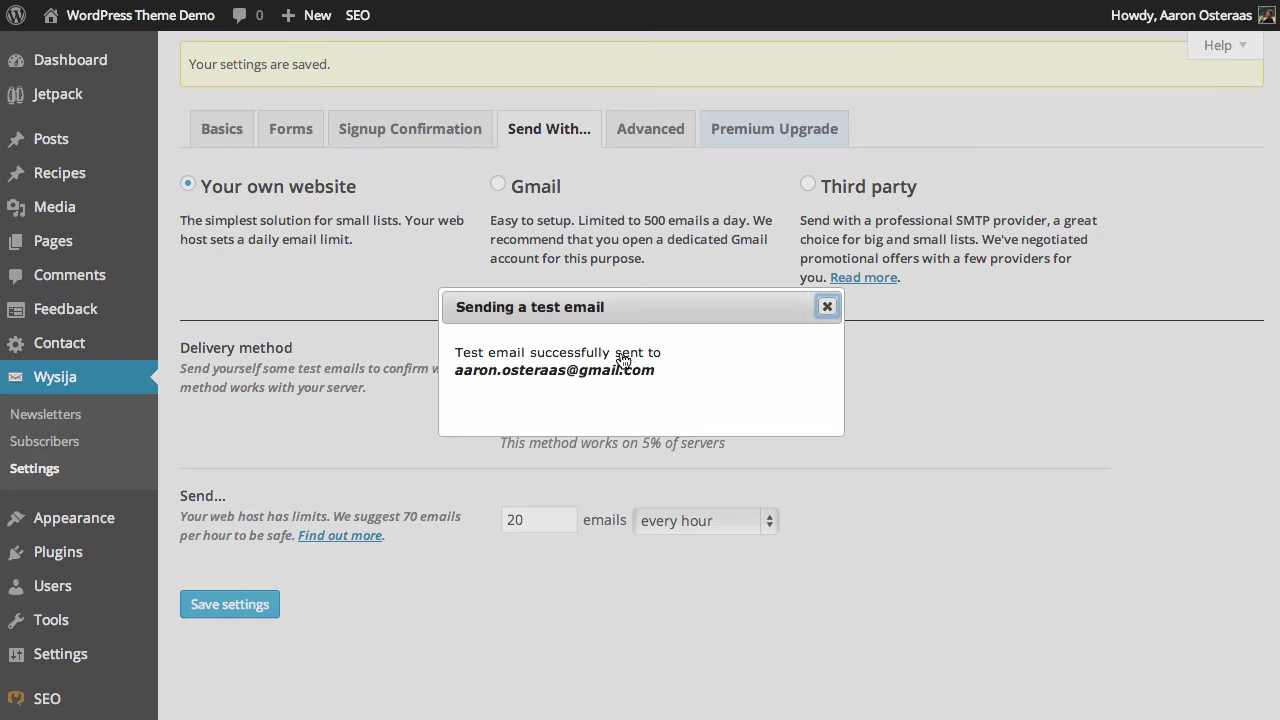 WordPress Theme Demo 0 New SEO Howdy, Aaron Osteraas
Help
Dashboard
Jetpack
Posts
Recipes
Media
Pages
Comments
Feedback
Contact
Wysija
Newsletters
Subscribers
Settings
Appearance
Plugins
Users
Tools
Settings
SEO
Your settings are saved.
Basics Forms Signup Confirmation Send With... Advanced Premium Upgrade
Your own website
The simplest solution for small lists. Your web
host sets a daily email limit.
Gmail
Easy to setup. Limited to 500 emails a day. We
recommend that you open a dedicated Gmail
account for this purpose.
Third party
Send with a professional SMTP provider, a great
choice for big and small lists. We've negotiated
promotional offers with a few providers for
you. Read more.
Sending a test email
Test email successfully sent to
aaron.osteraas@gmail.com
Delivery method
Send yourself some test emails to confirm
method works with your server.
This method works on 5% of servers
Send...
Your web host has limits. We suggest 70 emails
per hour to be safe. Find out more.
20 emails every hour
Save settings